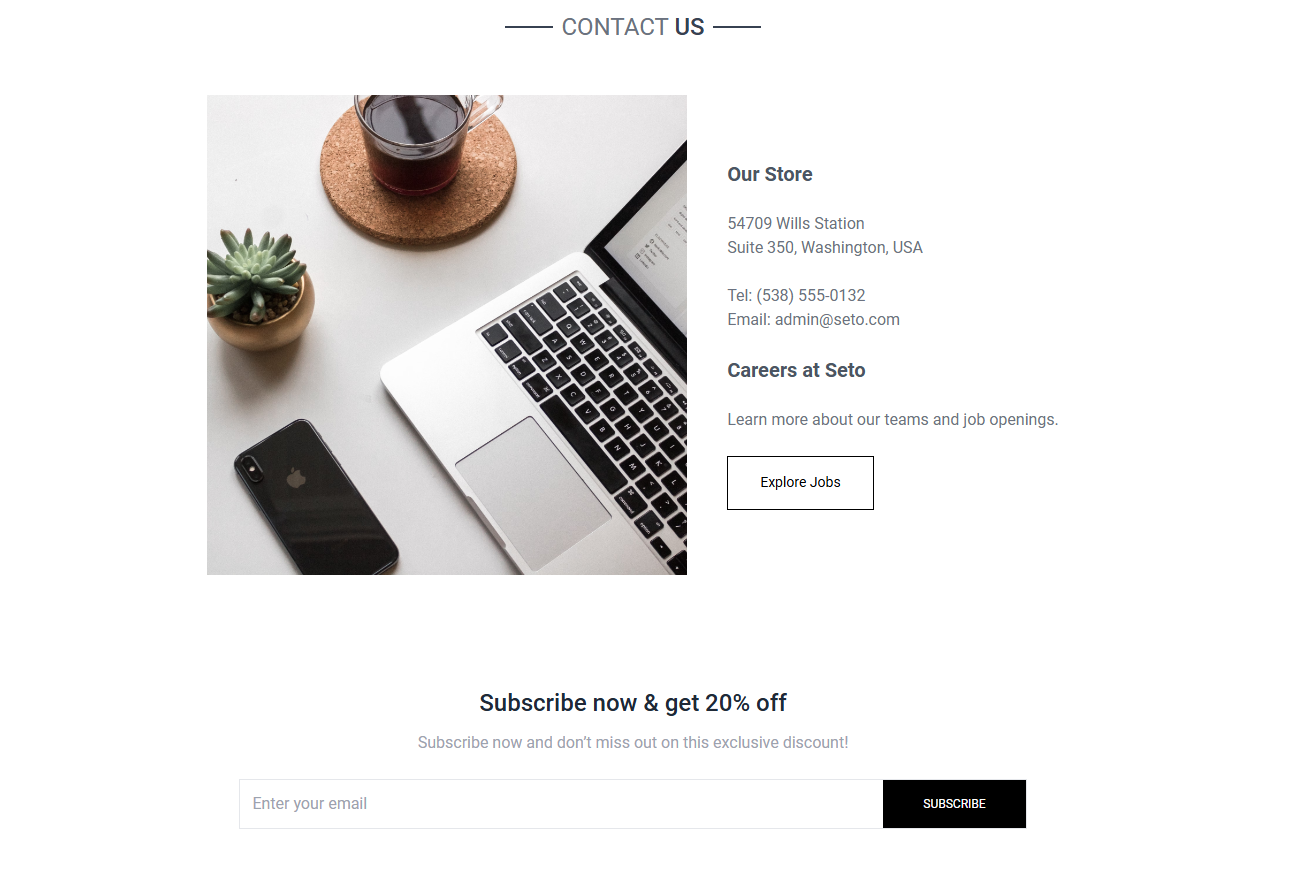 CONTACT US
Our Store
54709 Wills Station
Suite 350, Washington, USA
Tel: (538) 555-0132
Email: admin@seto.com
Careers at Seto
Learn more about our teams and job openings.
Explore Jobs
Subscribe now & get 20% off
Subscribe now and don’t miss out on this exclusive discount!
Enter your email
SUBSCRIBE